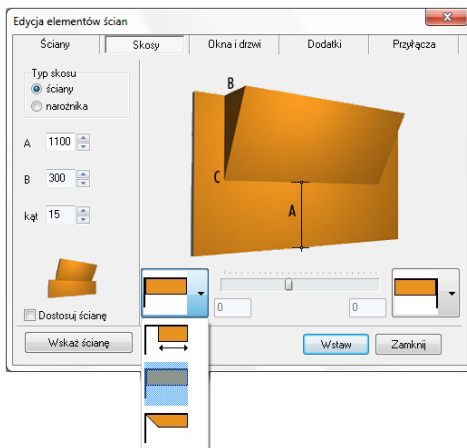 Edycja elementów ścian
Ściany Skosy Okna i drzwi Dodatki Przyłącza
Typ skosu
ściany
narożnika
A 1100
B 300
kąt 15
B
C
A
0 0
Dostosuj ścianę
Wskaż ścianę
Wstaw Zamknij